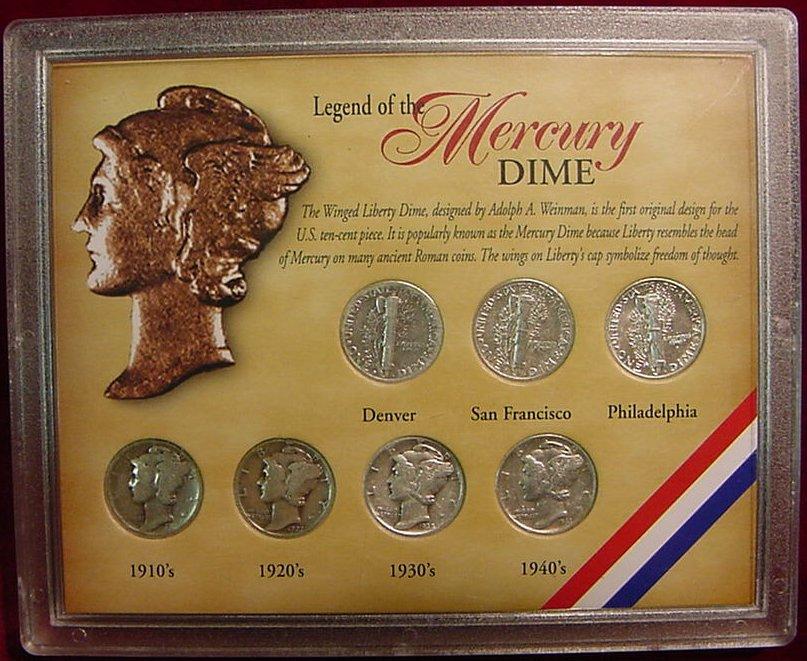 Legend of the Mercury
DIME
The Winged Liberty Dime, designed by Adolph A. Weinman, is the first original design for the
U.S. ten-cent piece. It is popularly known as the Mercury Dime because Liberty resembles the head
of Mercury on many ancient Roman coins. The wings on Liberty's cap symbolize freedom of thought.
Denver San Francisco Philadelphia
1910's 1920's 1930's 1940's